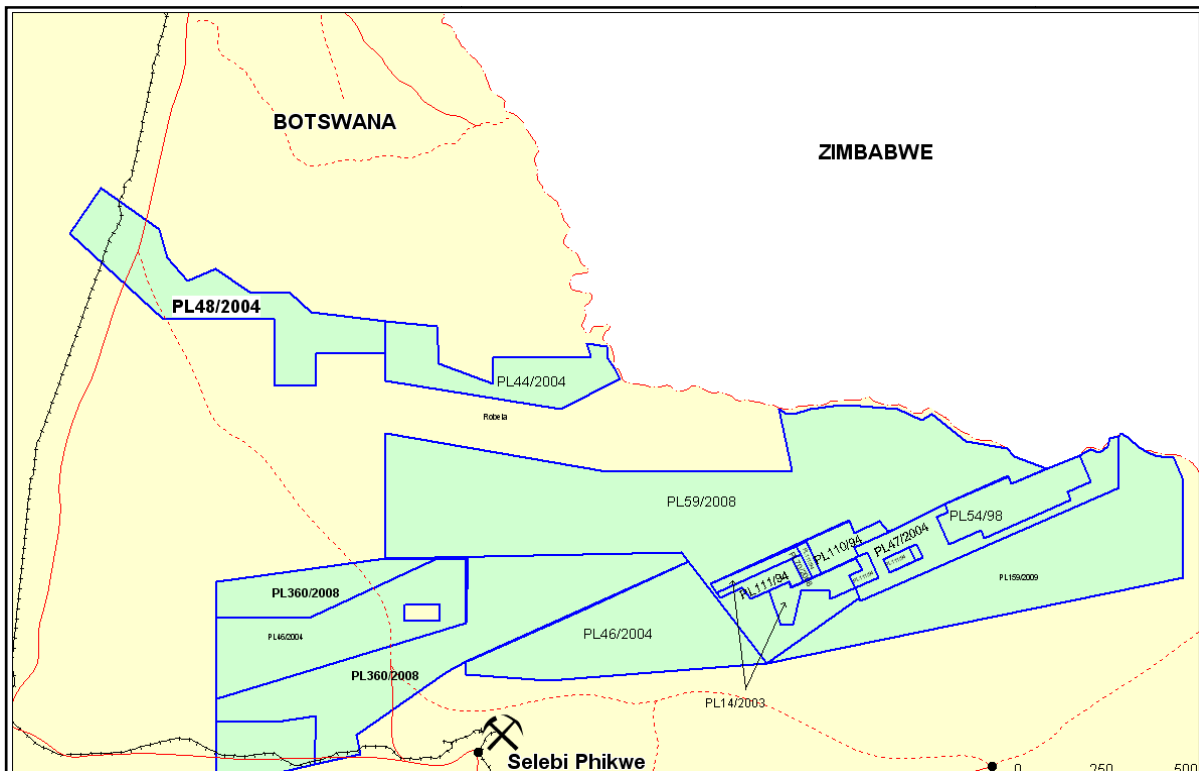 BOTSWANA
ZIMBABWE
PL48/2004
PL44/2004
Robela
PL59/2008
PL54/98
PL47/2004
PL110/94
PL111/94
PL159/2009
PL360/2008
PL46/2004
PL46/2004
PL360/2008
PL14/2003
Selebi Phikwe
0 250 500